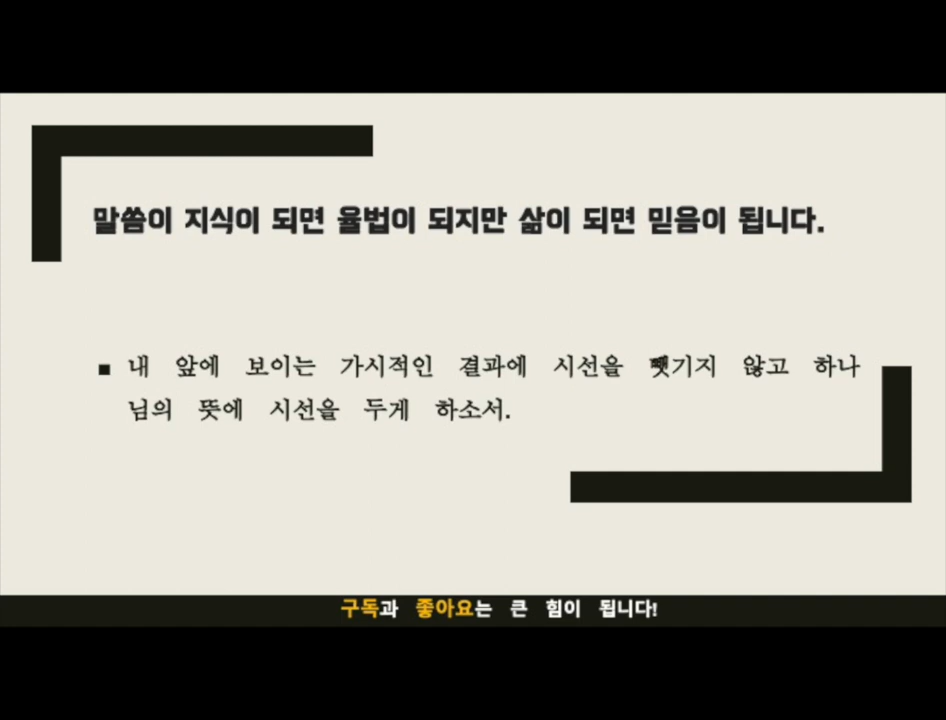 말씀이 지식이 되면 율법이 되지만 삶이 되면 믿음이 됩니다.
내 앞에 보이는 가시적인 결과에 시선을 뺏기지 않고 하나
님의 뜻에 시선을 두게 하소서.
구독과 좋아요는 큰 힘이 됩니다!